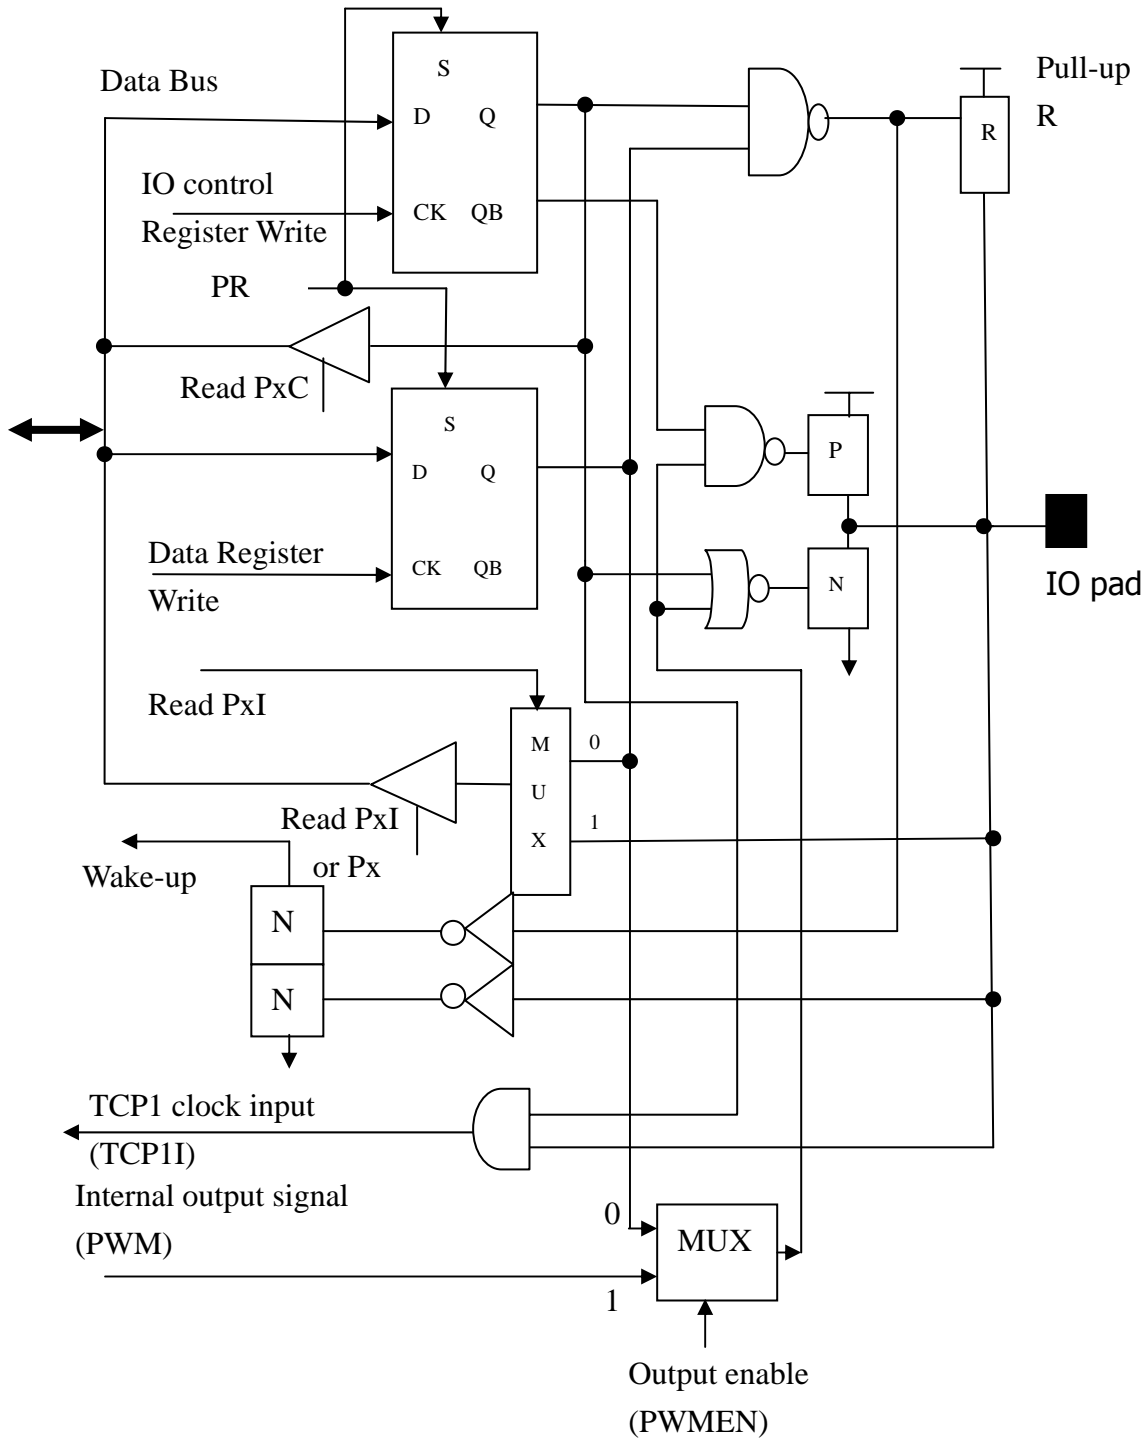 Data Bus
S
D
Q
Pull-up
R
R
IO control
Register Write
CK
QB
PR
Read PxC
S
D
Q
P
Data Register
Write
CK
QB
N
IO pad
Read PxI
M
U
X
0
1
Read PxI
or Px
Wake-up
N
N
TCP1 clock input
(TCP1I)
Internal output signal
(PWM)
0
MUX
1
Output enable
(PWMEN)